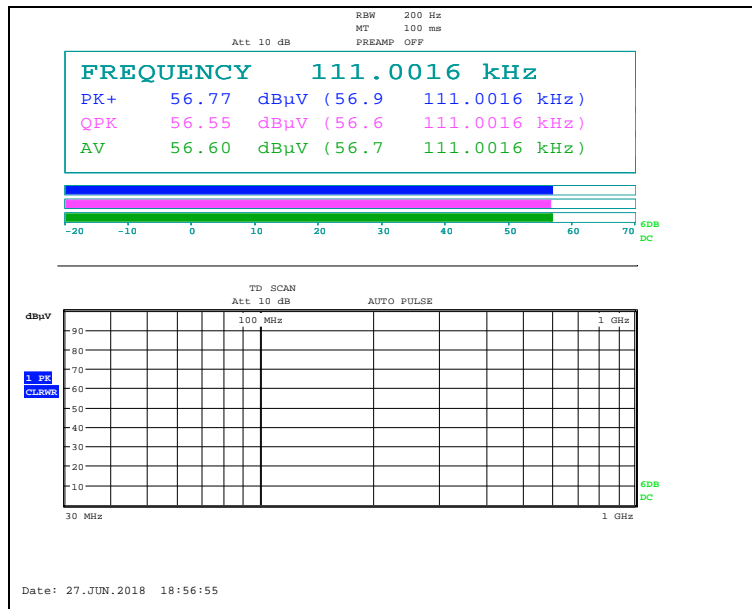 RBW 200 Hz
MT 100 ms
Att 10 dB PREAMP OFF
FREQUENCY 111.0016 kHz
PK+ 56.77 dBµV (56.9 111.0016 kHz)
QPK 56.55 dBµV (56.6 111.0016 kHz)
AV 56.60 dBµV (56.7 111.0016 kHz)
-20 -10 0 10 20 30 40 50 60 70
6DB
DC
TD SCAN
Att 10 dB AUTO PULSE
dBµV
100 MHz 1 GHz
90
80
70
1 PK
CLRWR
60
50
40
30
20
10
6DB
DC
30 MHz 1 GHz
Date: 27.JUN.2018 18:56:55